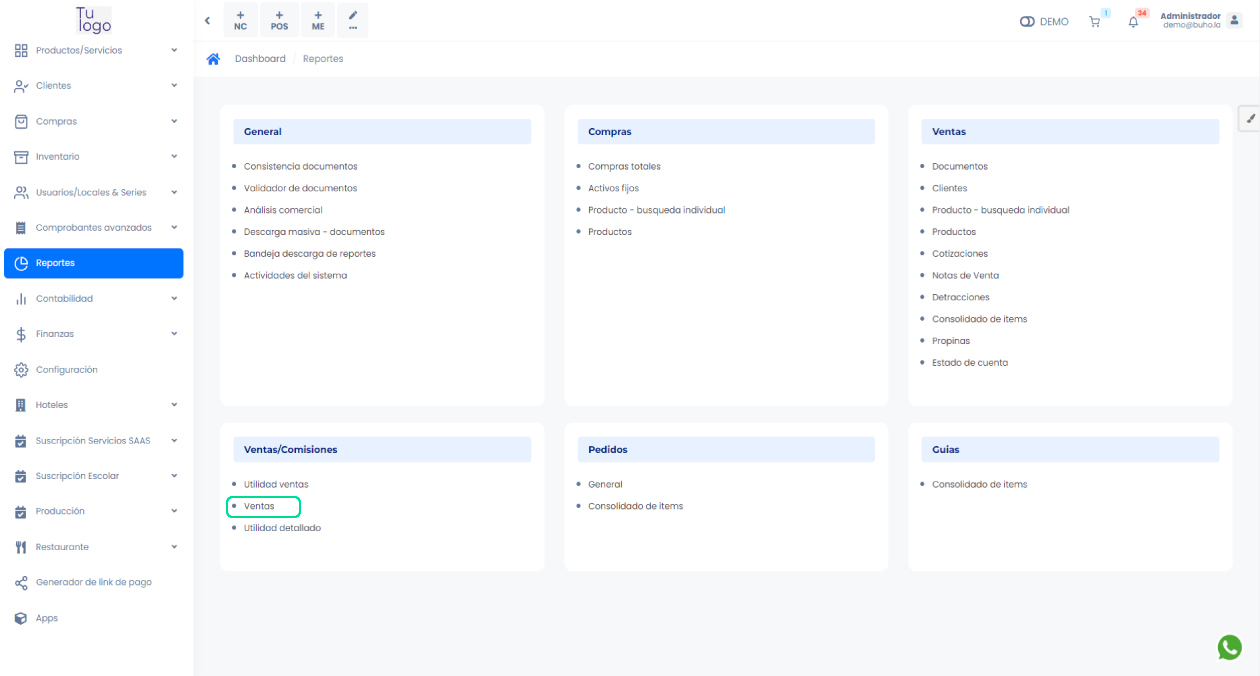 Tu
logo
Productos/Servicios
Clientes
Compras
Inventario
Usuarios/Locales & Series
Comprobantes avanzados
Reportes
Contabilidad
Finanzas
Configuración
Hoteles
Suscripción Servicios SAAS
Suscripción Escolar
Producción
Restaurante
Generador de link de pago
Apps
+ NC
+ POS
+ ME
...
DEMO
1
34
Administrador
demo@buho.la
Dashboard / Reportes
General
Consistencia documentos
Validador de documentos
Análisis comercial
Descarga masiva - documentos
Bandeja descarga de reportes
Actividades del sistema
Compras
Compras totales
Activos fijos
Producto - busqueda individual
Productos
Ventas
Documentos
Clientes
Producto - busqueda individual
Productos
Cotizaciones
Notas de Venta
Detracciones
Consolidado de items
Propinas
Estado de cuenta
Ventas/Comisiones
Utilidad ventas
Ventas
Utilidad detallado
Pedidos
General
Consolidado de items
Guias
Consolidado de items